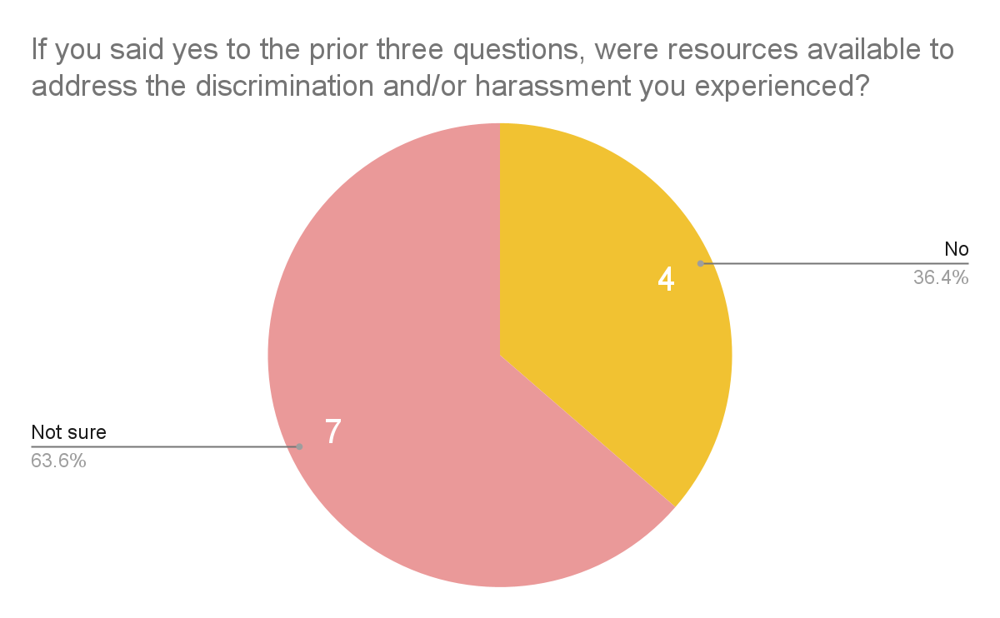 If you said yes to the prior three questions, were resources available to
address the discrimination and/or harassment you experienced?
No
36.4%
4
7
Not sure
63.6%